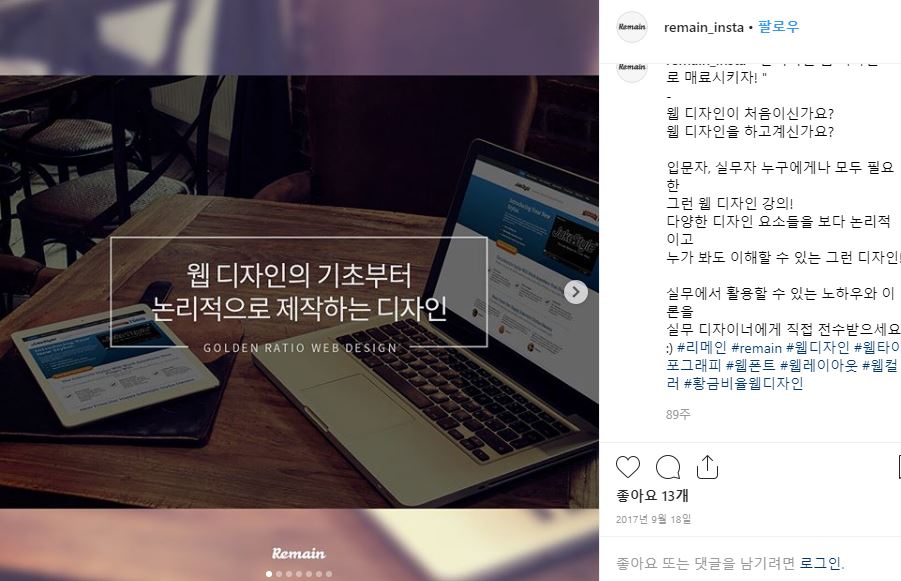 웹 디자인의 기초부터
논리적으로 제작하는 디자인
GOLDEN RATIO WEB DESIGN
Remain
Remain
remain_insta • 팔로우
Remain
로 매료시키자! "
-
웹 디자인이 처음이신가요?
웹 디자인을 하고계신가요?
입문자, 실무자 누구에게나 모두 필요
한
그런 웹 디자인 강의!
다양한 디자인 요소들을 보다 논리적
이고
누가 봐도 이해할 수 있는 그런 디자인!
실무에서 활용할 수 있는 노하우와 이
론을
실무 디자이너에게 직접 전수받으세요
:) #리메인 #remain #웹디자인 #웹타이
포그래피 #웹폰트 #웹레이아웃 #웹컬
러 #황금비율웹디자인
89주
좋아요 13개
2017년 9월 18일
좋아요 또는 댓글을 남기려면 로그인.